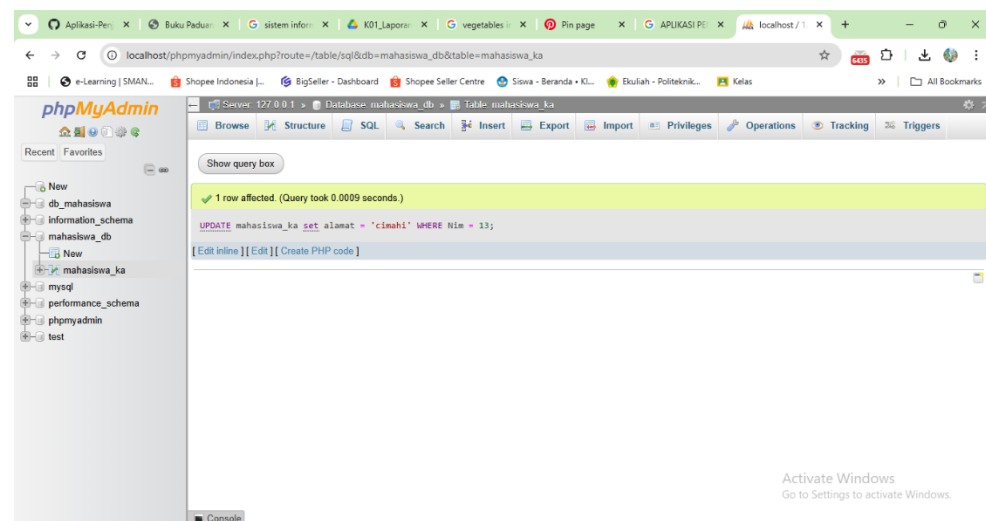 Aplikasi-Perp
Buku Paduan
sistem inform
K01_Laporan
vegetables i
Pin page
APLIKASI PE
localhost / 1
localhost/phpmyadmin/index.php?route=/table/sql&db=mahasiswa_db&table=mahasiswa_ka
6435
e-Learning | SMAN...
Shopee Indonesia |...
BigSeller - Dashboard
Shopee Seller Centre
Siswa - Beranda • Kl...
Ekuliah - Politeknik...
Kelas
All Bookmarks
phpMyAdmin
Recent Favorites
New
db_mahasiswa
information_schema
mahasiswa_db
New
mahasiswa_ka
mysql
performance_schema
phpmyadmin
test
Server: 127.0.0.1 » Database: mahasiswa_db » Table: mahasiswa_ka
Browse Structure SQL Search Insert Export Import Privileges Operations Tracking Triggers
Show query box
1 row affected. (Query took 0.0009 seconds.)
UPDATE mahasiswa_ka set alamat = 'cimahi' WHERE Nim = 13;
[ Edit inline ] [ Edit ] [ Create PHP code ]
Activate Windows
Go to Settings to activate Windows.
Console